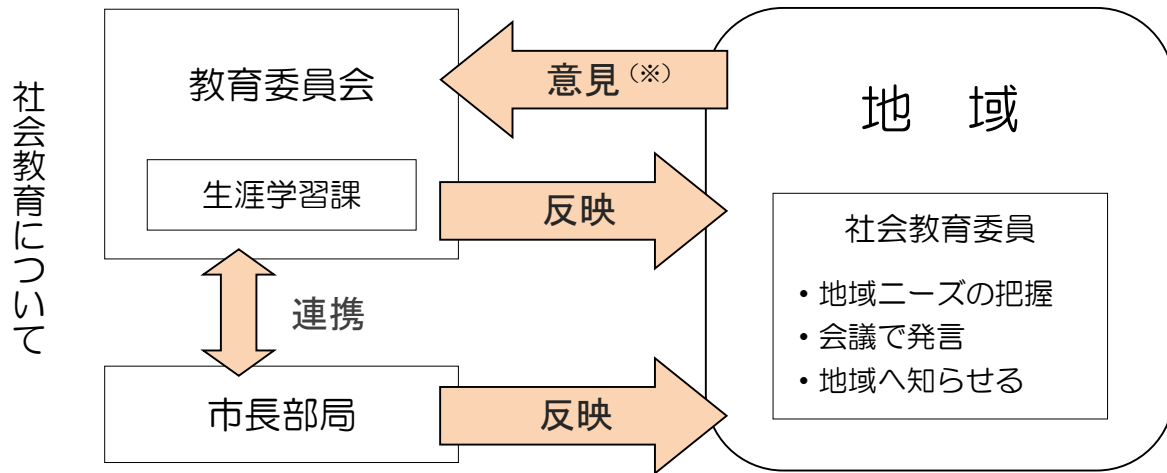 社会教育について
教育委員会
生涯学習課
意見（※）
反映
連携
市長部局
反映
地　域
社会教育委員
・地域ニーズの把握
・会議で発言
・地域へ知らせる